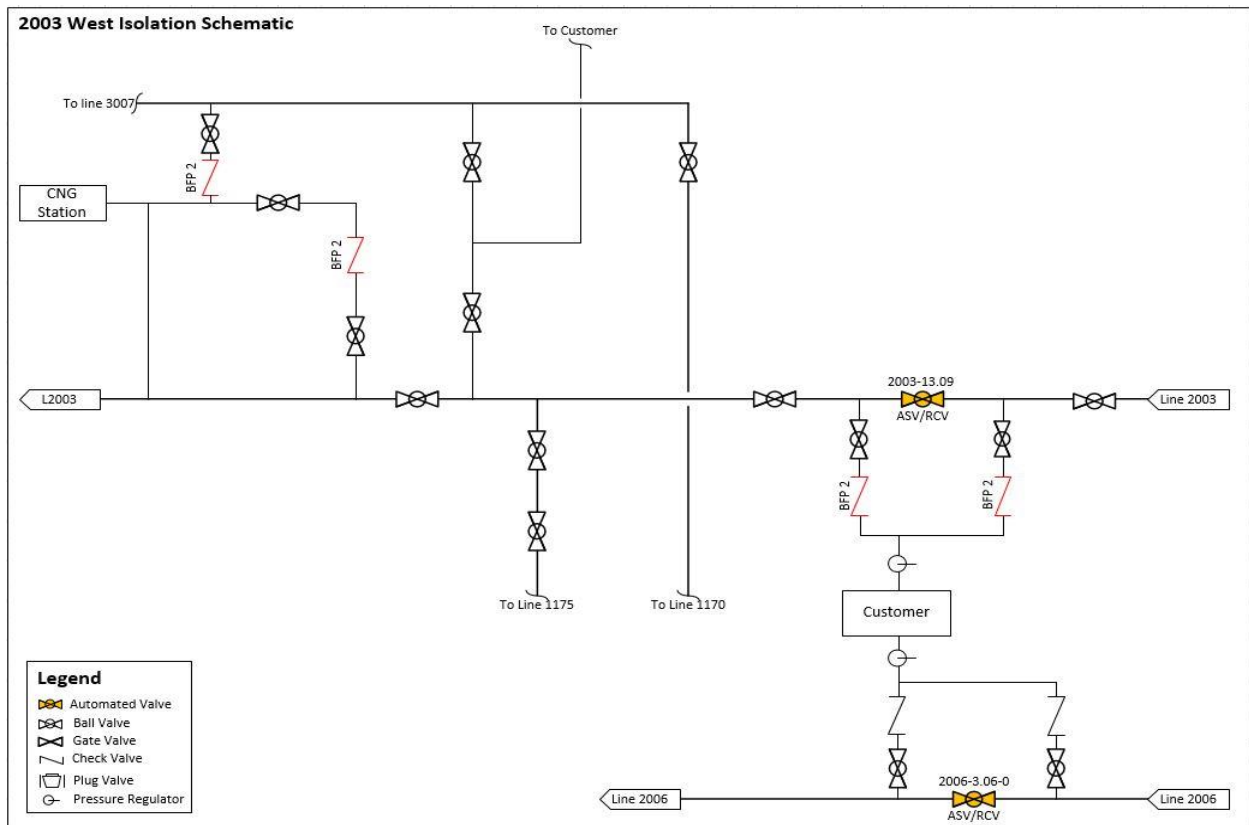 2003 West Isolation Schematic
To Customer
To line 3007
BFP 2
CNG
Station
BFP 2
L2003
2003-13.09
ASV/RCV
Line 2003
BFP 2
BFP 2
To Line 1175
To Line 1170
Customer
Legend
Automated Valve
Ball Valve
Gate Valve
Check Valve
Plug Valve
Pressure Regulator
2006-3.06-0
Line 2006
Line 2006
ASV/RCV